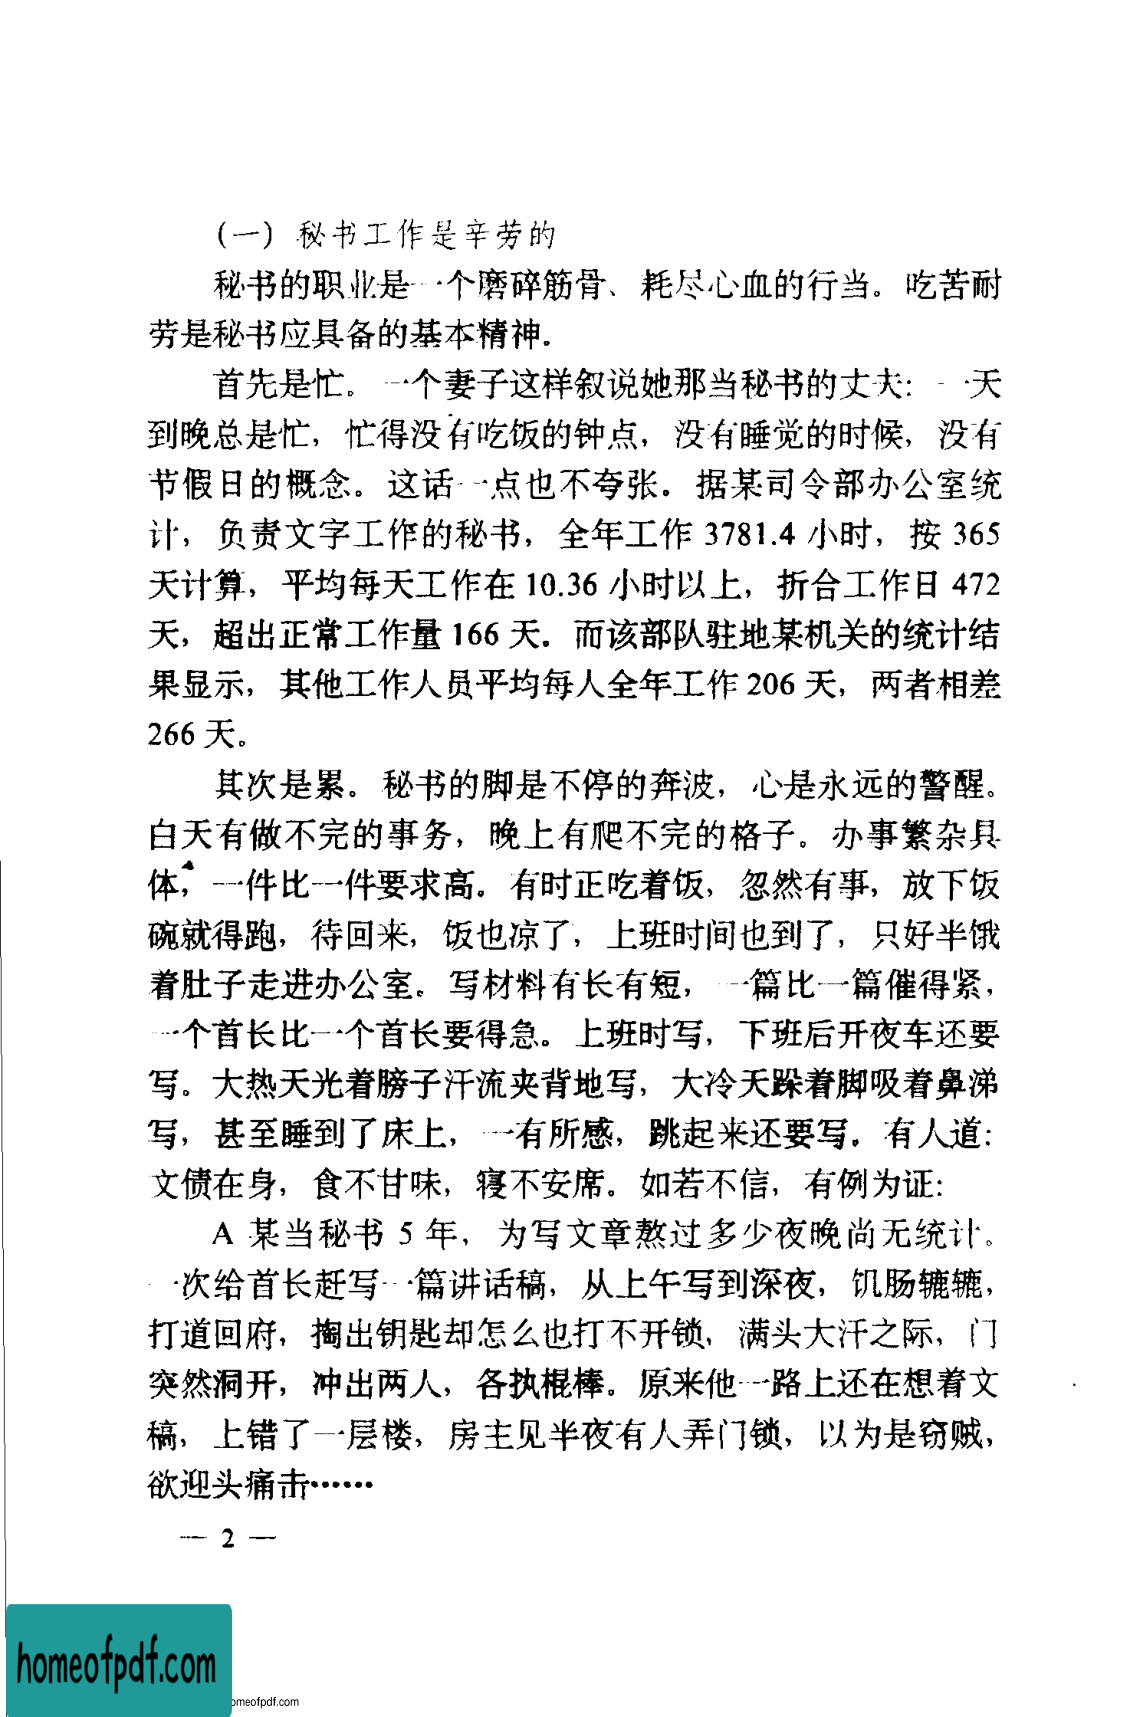 (一) 秘书工作是辛劳的
秘书的职业是一个磨碎筋骨、耗尽心血的行当。吃苦耐
劳是秘书应具备的基本精神.
首先是忙。一个妻子这样叙说她那当秘书的丈夫: 一天
到晚总是忙, 忙得没有吃饭的钟点, 没有睡觉的时候, 没有
节假日的概念。这话一点也不夸张. 据某司令部办公室统
计, 负责文字工作的秘书, 全年工作 3781.4 小时, 按 365
天计算, 平均每天工作在 10.36 小时以上, 折合工作日 472
天, 超出正常工作量 166 天. 而该部队驻地某机关的统计结
果显示, 其他工作人员平均每人全年工作 206 天, 两者相差
266 天。
其次是累。秘书的脚是不停的奔波, 心是永远的警醒。
白天有做不完的事务, 晚上有爬不完的格子。办事繁杂具
体, 一件比一件要求高. 有时正吃着饭, 忽然有事, 放下饭
碗就得跑, 待回来, 饭也凉了, 上班时间也到了, 只好半饿
着肚子走进办公室. 写材料有长有短, 一篇比一篇催得紧,
一个首长比一个首长要得急. 上班时写, 下班后开夜车还要
写. 大热天光着膀子汗流夹背地写, 大冷天跺着脚吸着鼻涕
写, 甚至睡到了床上, 一有所感, 跳起来还要写. 有人道:
文债在身, 食不甘味, 寝不安席。如若不信, 有例为证:
A 某当秘书 5 年, 为写文章熬过多少夜晚尚无统计。
一次给首长赶写一篇讲话稿, 从上午写到深夜, 饥肠辘辘,
打道回府, 掏出钥匙却怎么也打不开锁, 满头大汗之际, 门
突然洞开, 冲出两人, 各执棍棒. 原来他一路上还在想着文
稿, 上错了一层楼, 房主见半夜有人弄门锁, 以为是窃贼,
欲迎头痛击……
— 2 —
homeofpdf.com
omeofpdf.com